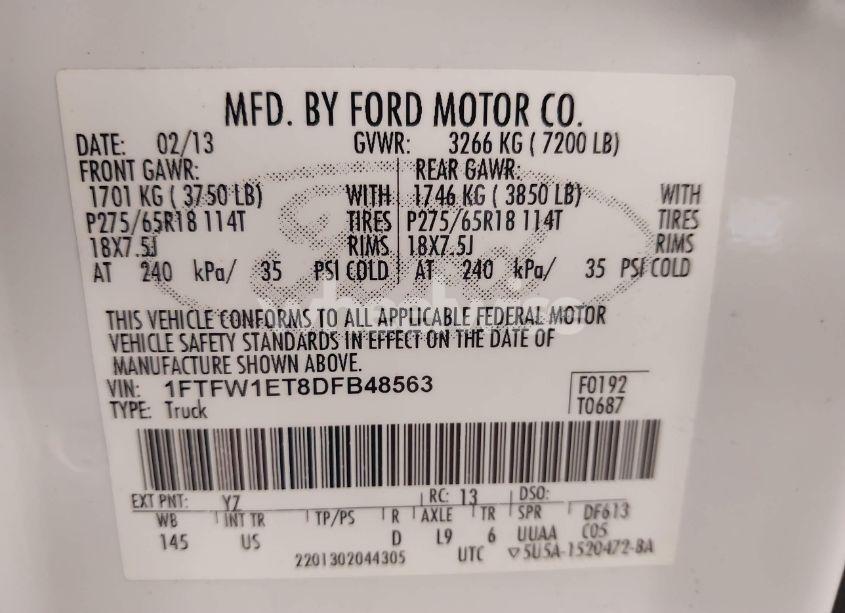 MFD. BY FORD MOTOR CO.
DATE: 02/13 GVWR: 3266 KG ( 7200 LB)
FRONT GAWR: REAR GAWR:
1701 KG ( 3750 LB) WITH 1746 KG ( 3850 LB) WITH
P275/65R18 114T TIRES P275/65R18 114T TIRES
18X7.5J RIMS 18X7.5J RIMS
AT 240 kPa/ 35 PSI COLD AT 240 kPa/ 35 PSI COLD
THIS VEHICLE CONFORMS TO ALL APPLICABLE FEDERAL MOTOR
VEHICLE SAFETY STANDARDS IN EFFECT ON THE DATE OF
MANUFACTURE SHOWN ABOVE.
VIN: 1FTFW1ET8DFB48563 F0192
TYPE: Truck T0687
EXT PNT: YZ RC: 13 DSO:
WB INT TR TP/PS R AXLE TR SPR DF613
145 US D L9 6 UUAA C05
2201302044305 UTC ▽5U5A-1520472-BA